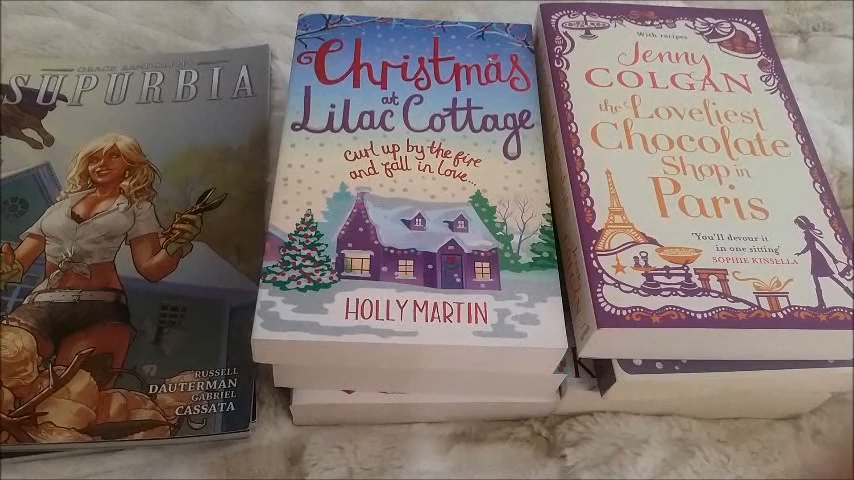 GRACE RANDOLPH'S
SUPURBIA
RUSSELL
DAUTERMAN
GABRIEL
CASSATA
Christmas
at
Lilac Cottage
curl up by the fire
and fall in love...
HOLLY MARTIN
With recipes
Jenny
COLGAN
the Loveliest
Chocolate
Shop in
Paris
'You'll devour it
in one sitting'
SOPHIE KINSELLA